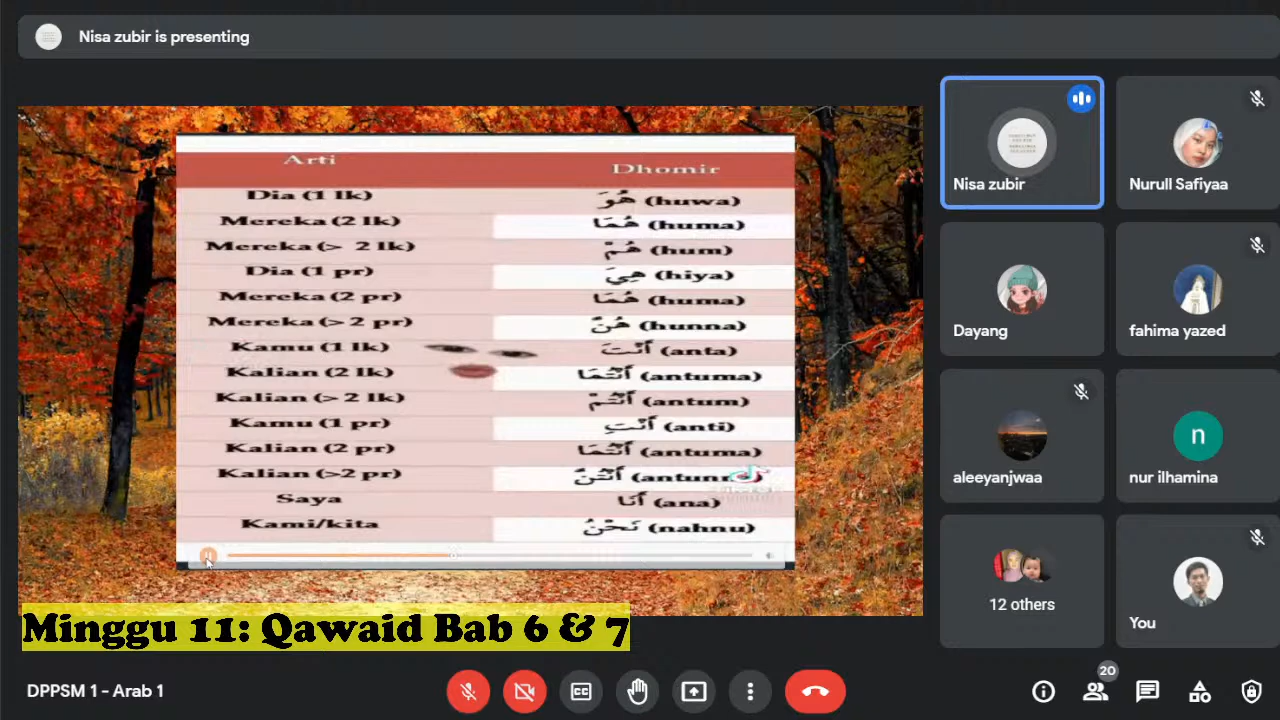 Nisa zubir is presenting
Arti Dhomir
Dia (1 lk) هُوَ (huwa)
Mereka (2 lk) هُمَا (huma)
Mereka (> 2 lk) هُمْ (hum)
Dia (1 pr) هِيَ (hiya)
Mereka (2 pr) هُمَا (huma)
Mereka (> 2 pr) هُنَّ (hunna)
Kamu (1 lk) أَنْتَ (anta)
Kalian (2 lk) أَنْتُمَا (antuma)
Kalian (> 2 lk) أَنْتُمْ (antum)
Kamu (1 pr) أَنْتِ (anti)
Kalian (2 pr) أَنْتُمَا (antuma)
Kalian (>2 pr) أَنْتُنَّ
Saya أَنَا (ana)
Kami/kita نَحْنُ (nahnu)
Minggu 11: Qawaid Bab 6 & 7
Nisa zubir
Nurull Safiyaa
Dayang
fahima yazed
aleeyanjwaa
n
nur ilhamina
12 others
You
DPPSM 1 - Arab 1
CC
20